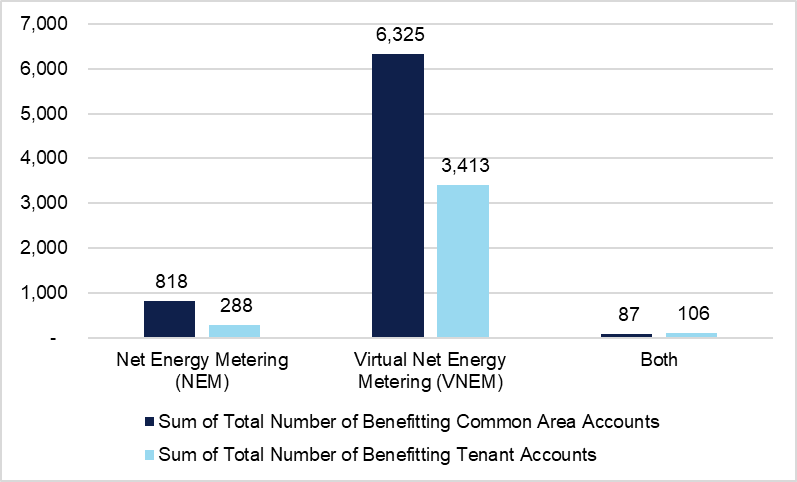 7,000
6,000
5,000
4,000
3,000
2,000
1,000
-
818
288
6,325
3,413
87
106
Net Energy Metering
(NEM)
Virtual Net Energy
Metering (VNEM)
Both
Sum of Total Number of Benefitting Common Area Accounts
Sum of Total Number of Benefitting Tenant Accounts